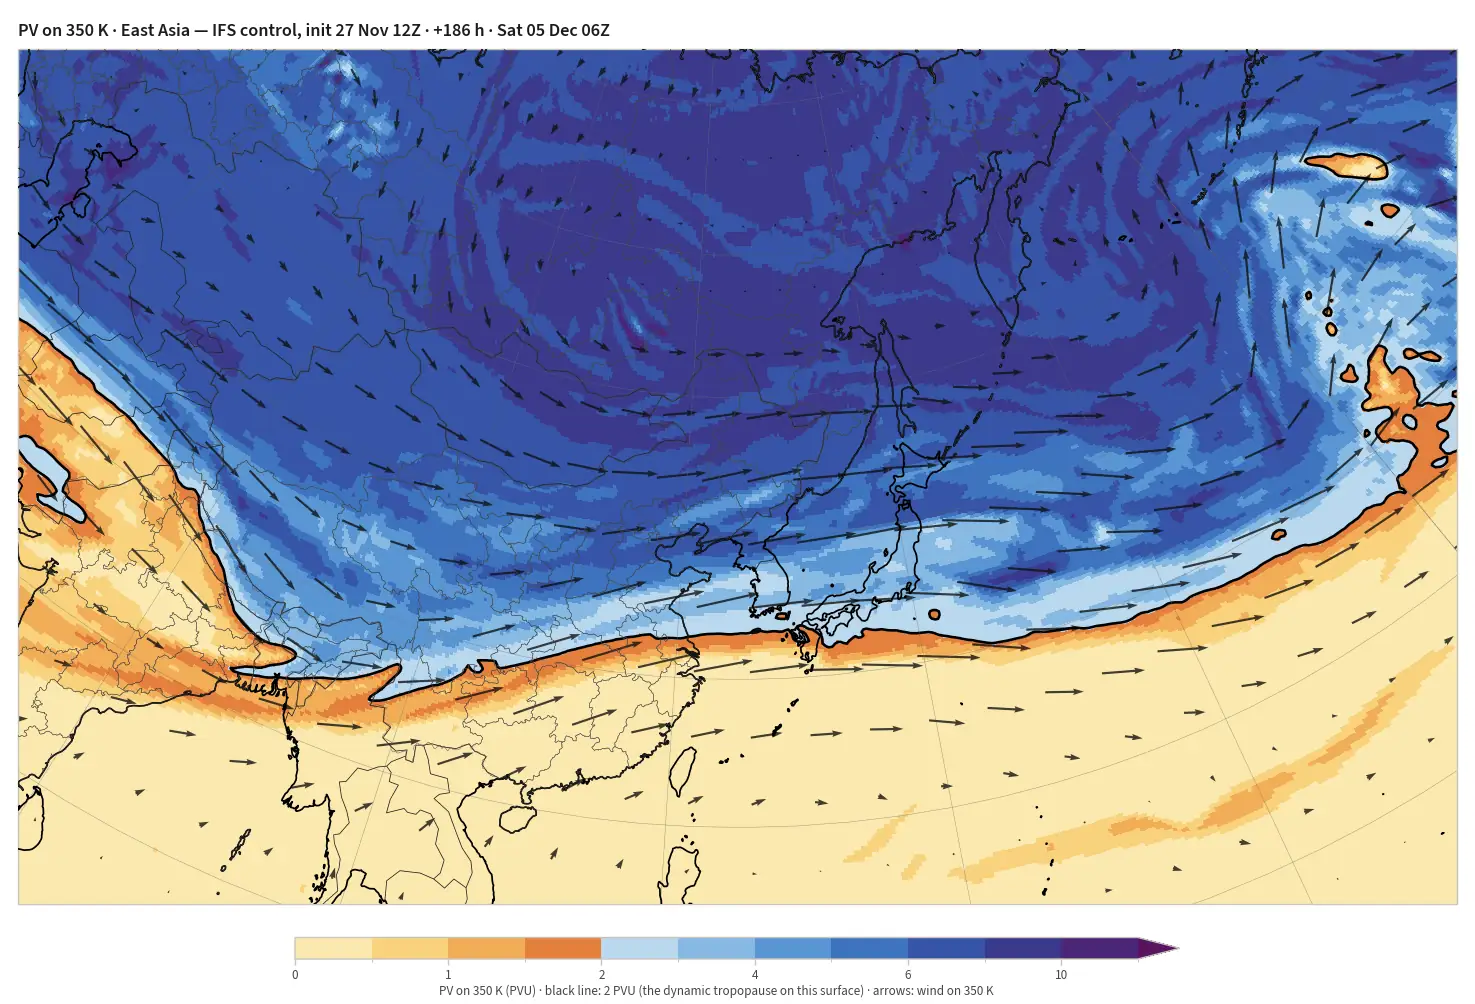 PV on 350 K · East Asia — IFS control, init 27 Nov 12Z · +186 h · Sat 05 Dec 06Z
0 1 2 4 6 10
PV on 350 K (PVU) · black line: 2 PVU (the dynamic tropopause on this surface) · arrows: wind on 350 K